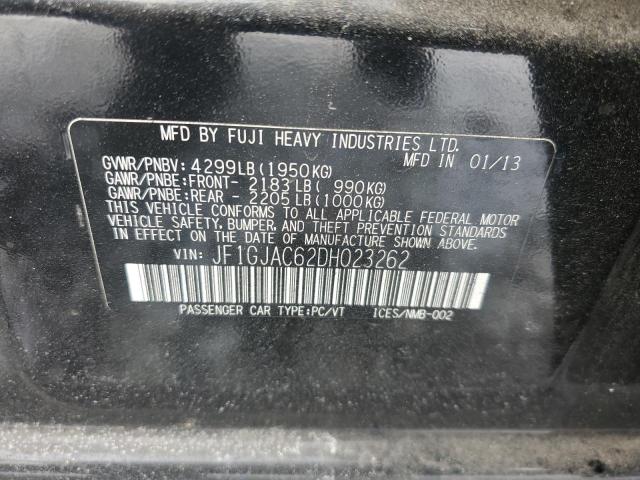 MFD BY FUJI HEAVY INDUSTRIES LTD.
MFD IN 01/13
GVWR/PNBV: 4299LB(1950KG)
GAWR/PNBE:FRONT- 2183LB( 990KG)
GAWR/PNBE:REAR - 2205LB(1000KG)
THIS VEHICLE CONFORMS TO ALL APPLICABLE FEDERAL MOTOR
VEHICLE SAFETY, BUMPER, AND THEFT PREVENTION STANDARDS
IN EFFECT ON THE DATE OF MANUFACTURE SHOWN ABOVE.
VIN: JF1GJAC62DH023262
PASSENGER CAR TYPE:PC/VT ICES/NMB-002